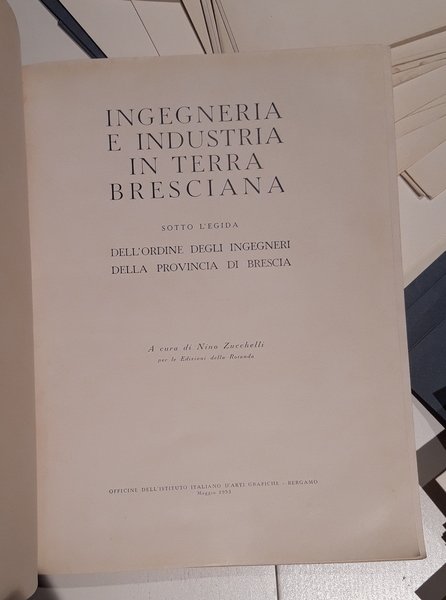 INGEGNERIA
E INDUSTRIA
IN TERRA
BRESCIANA
SOTTO L'EGIDA
DELL'ORDINE DEGLI INGEGNERI
DELLA PROVINCIA DI BRESCIA
A cura di Nino Zucchelli
per le Edizioni della Rotonda
OFFICINE DELL'ISTITUTO ITALIANO D'ARTI GRAFICHE - BERGAMO
Maggio 1953